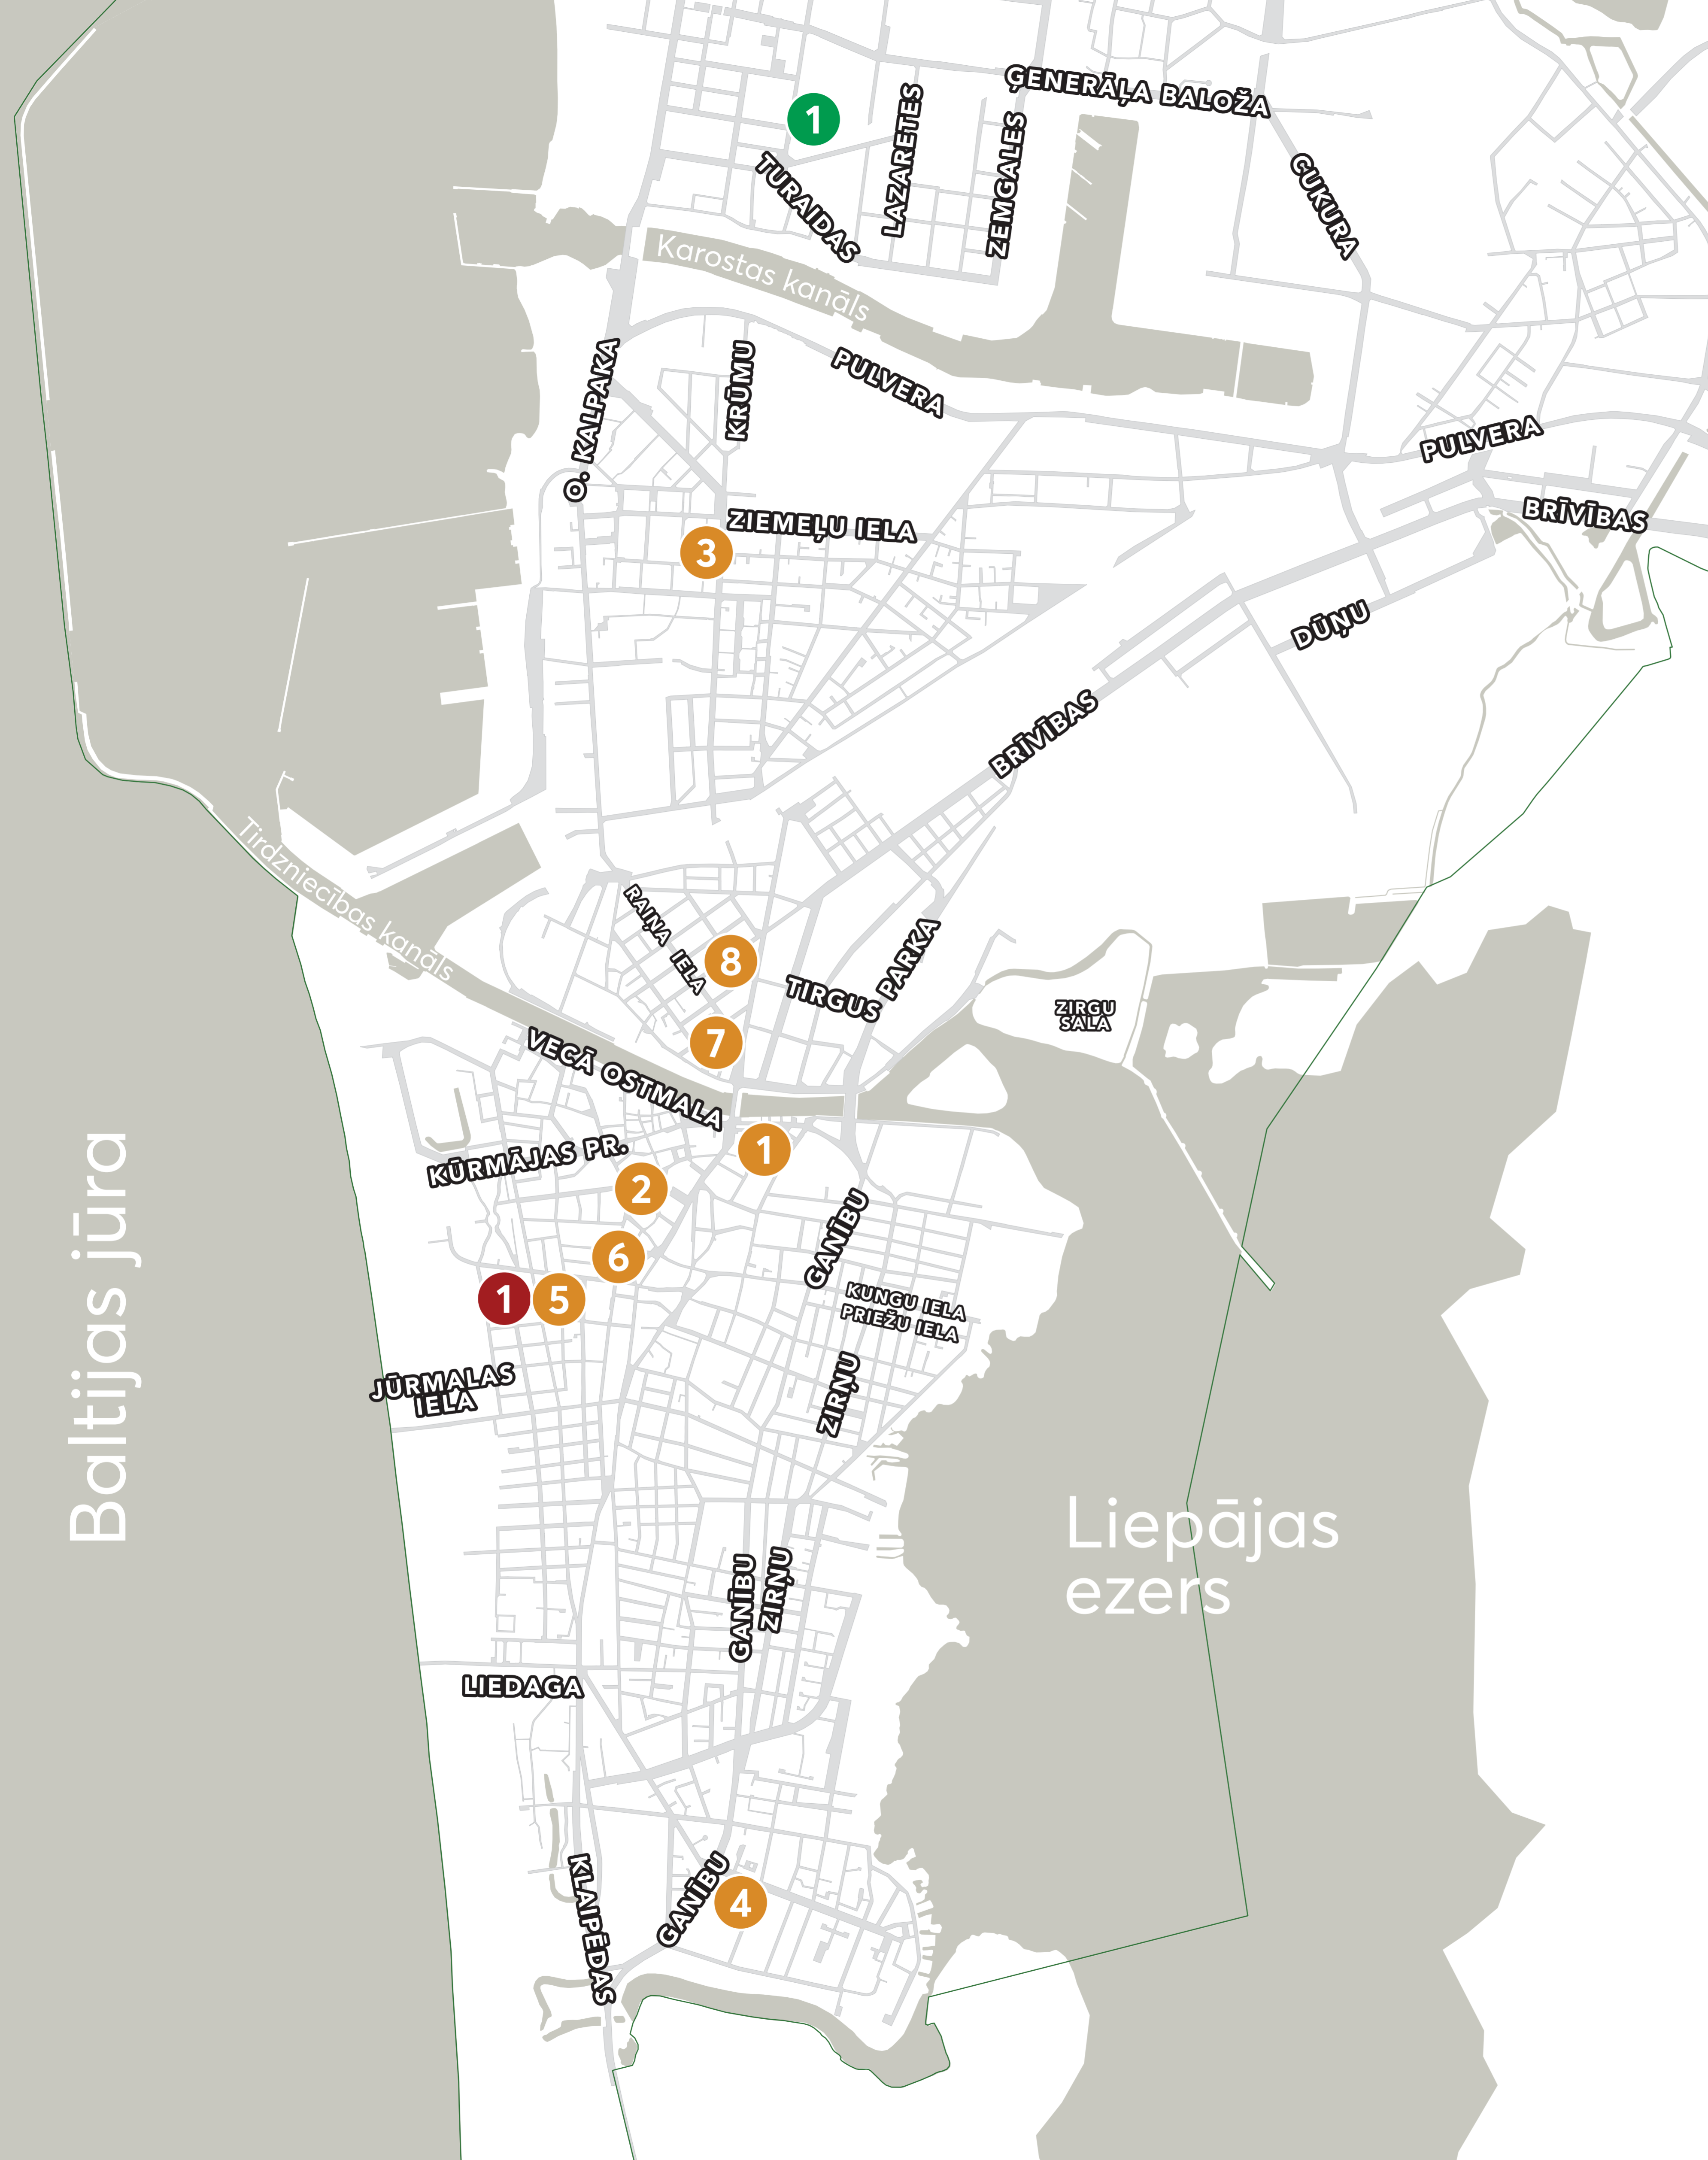 ĢENERĀĻA BALOŽA
1
LAZARETES
ZEMGALES
TURAIDAS
CUKURA
Karostas kanāls
O. KALPAKA
KRŪMU
PULVERA
PULVERA
BRĪVĪBAS
ZIEMEĻU IELA
3
DŪŅU
BRĪVĪBAS
Tirdzniecības kanāls
RAIŅA IELA
8
TIRGUS
PARKA
ZIRGU
SALA
7
VECĀ OSTMALA
1
KŪRMĀJAS PR.
2
GANĪBU
6
1
5
KUNGU IELA
PRIEŽU IELA
Baltijas jūra
JŪRMALAS
IELA
ZIRŅU
Liepājas
ezers
GANĪBU
ZIRŅU
LIEDAGA
KLAIPĒDAS
GANĪBU
4